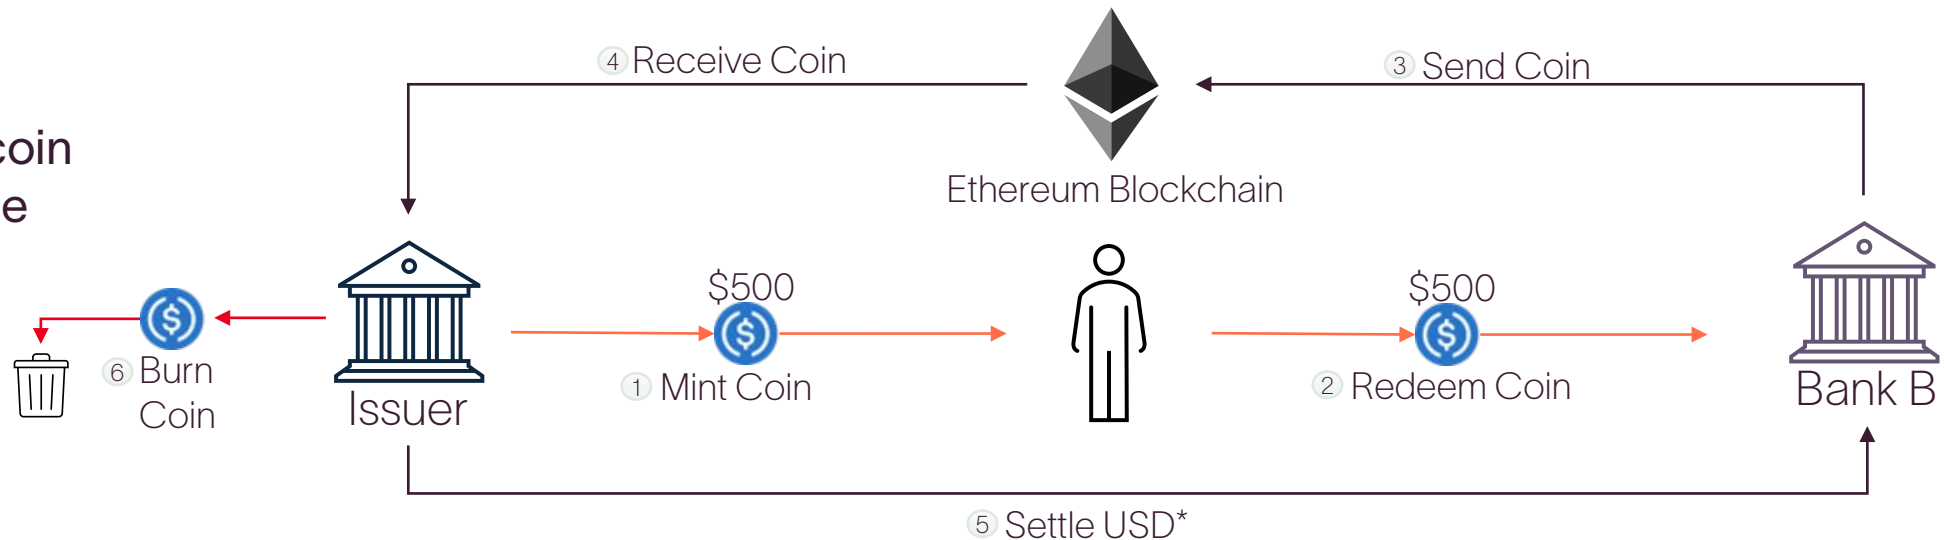 4 Receive Coin
3 Send Coin
coin
e
Ethereum Blockchain
$500
$500
6 Burn
Coin
Issuer
1 Mint Coin
2 Redeem Coin
Bank B
5 Settle USD*